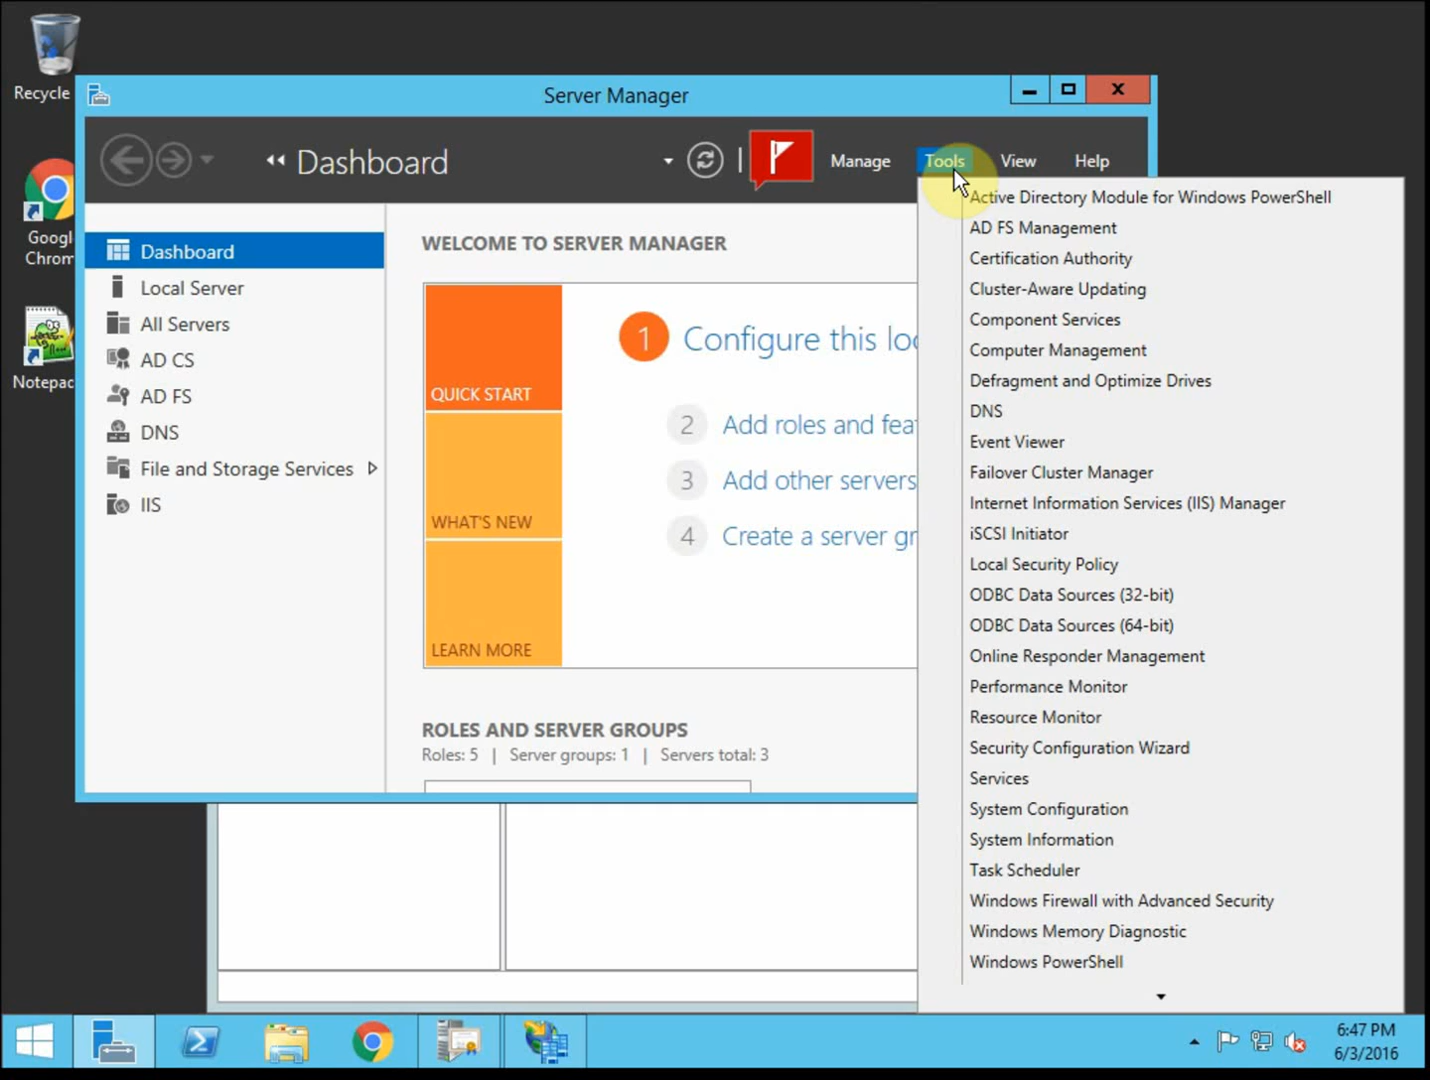 Recycle
Server Manager
Dashboard
Manage
Tools
View
Help
Google
Chrom
Notepac
Dashboard
Local Server
All Servers
AD CS
AD FS
DNS
File and Storage Services
IIS
WELCOME TO SERVER MANAGER
QUICK START
WHAT'S NEW
LEARN MORE
1 Configure this loc
2 Add roles and feat
3 Add other servers
4 Create a server gr
ROLES AND SERVER GROUPS
Roles: 5 | Server groups: 1 | Servers total: 3
Active Directory Module for Windows PowerShell
AD FS Management
Certification Authority
Cluster-Aware Updating
Component Services
Computer Management
Defragment and Optimize Drives
DNS
Event Viewer
Failover Cluster Manager
Internet Information Services (IIS) Manager
iSCSI Initiator
Local Security Policy
ODBC Data Sources (32-bit)
ODBC Data Sources (64-bit)
Online Responder Management
Performance Monitor
Resource Monitor
Security Configuration Wizard
Services
System Configuration
System Information
Task Scheduler
Windows Firewall with Advanced Security
Windows Memory Diagnostic
Windows PowerShell
6:47 PM
6/3/2016